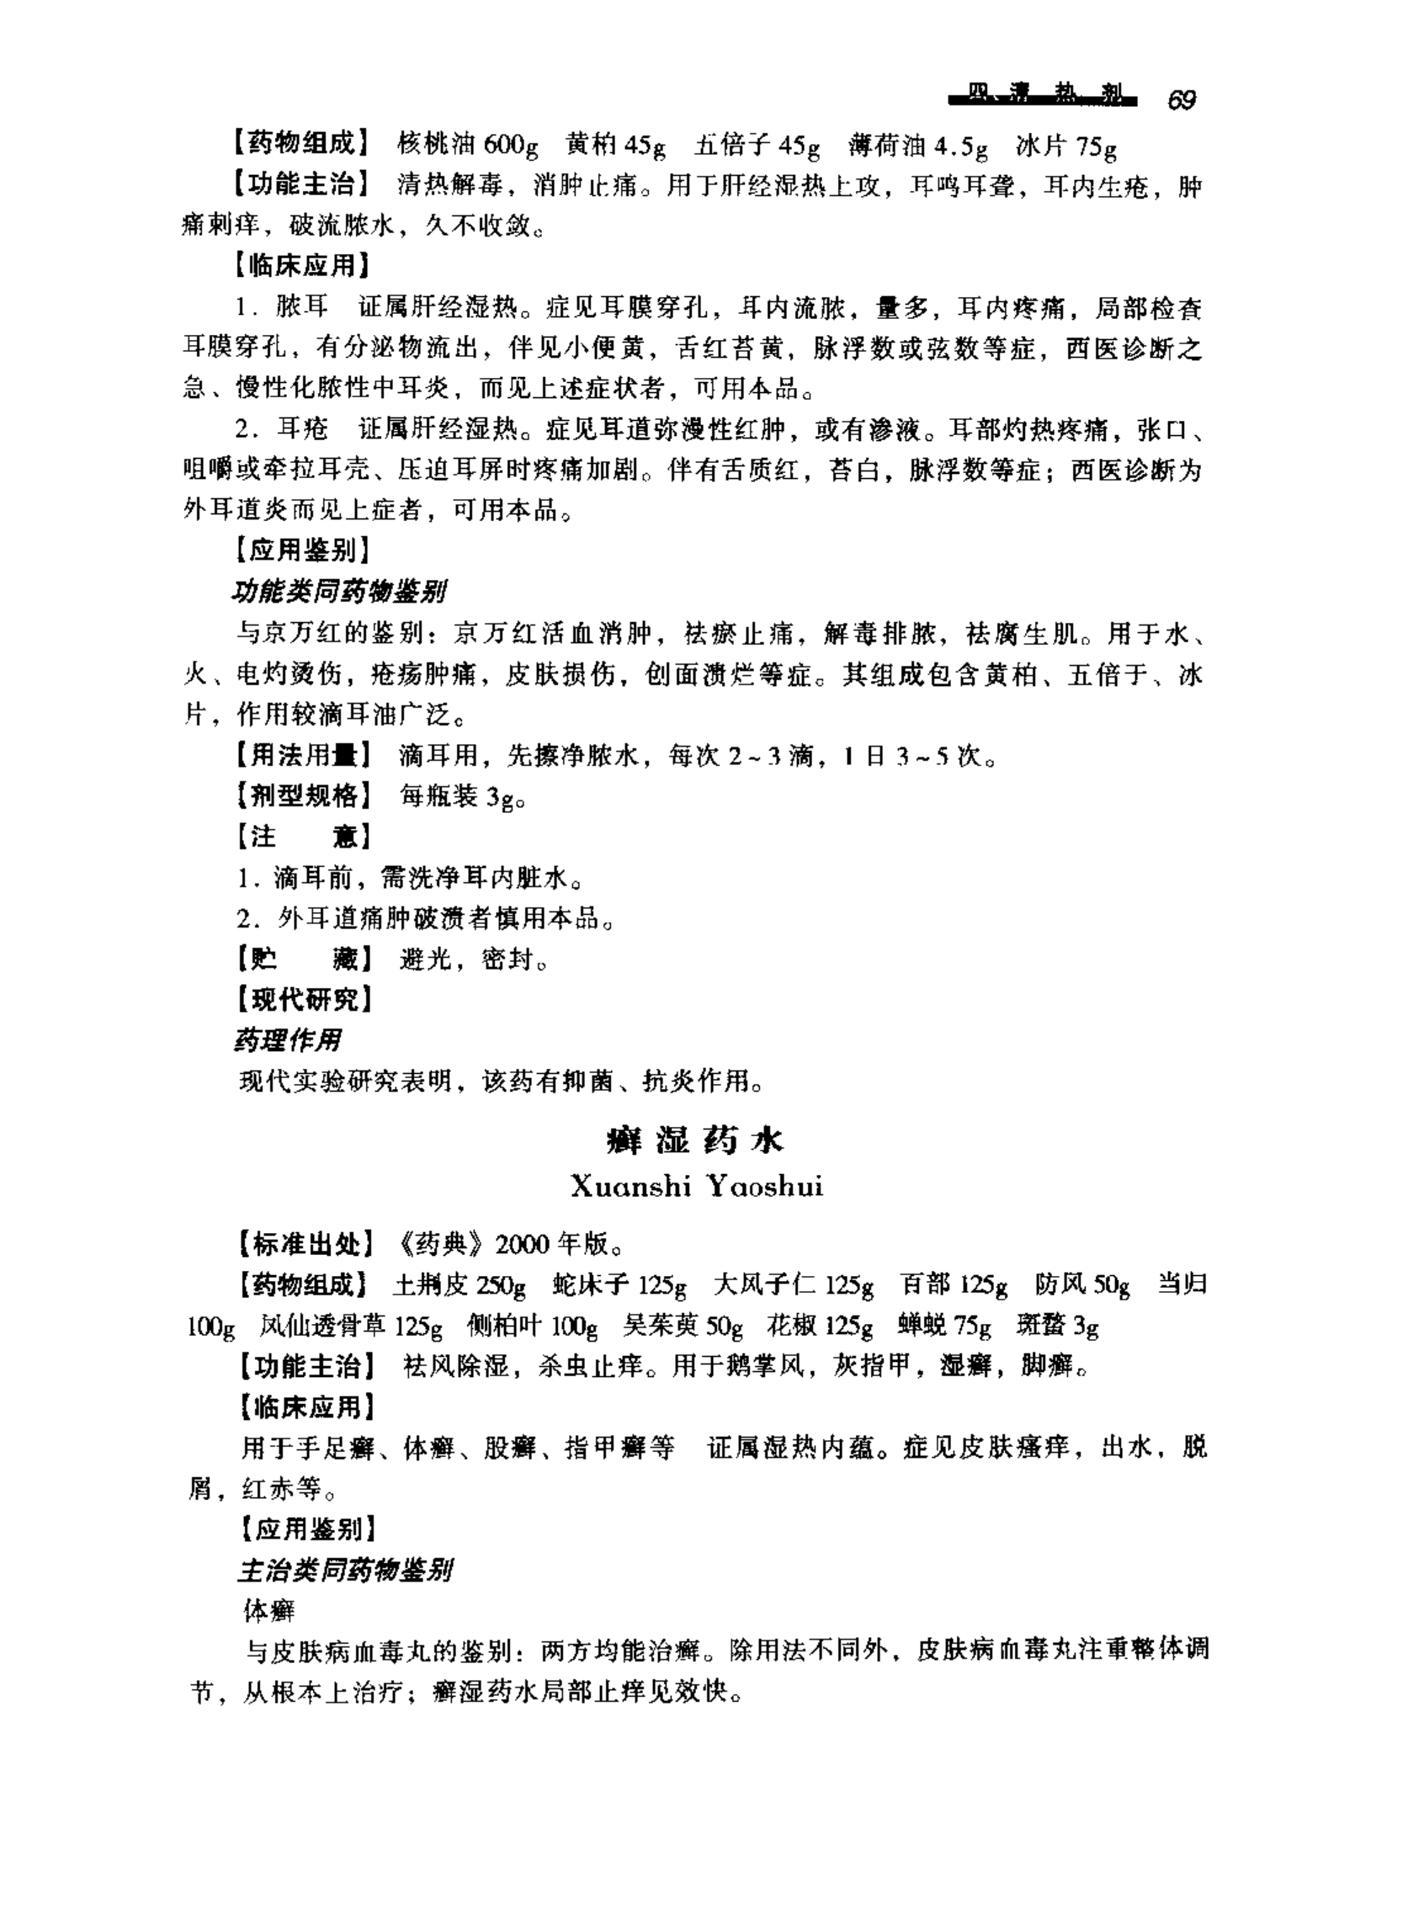 四、清热剂 69
【药物组成】 核桃油 600g 黄柏 45g 五倍子 45g 薄荷油 4.5g 冰片 75g
【功能主治】 清热解毒，消肿止痛。用于肝经湿热上攻，耳鸣耳聋，耳内生疮，肿
痛刺痒，破流脓水，久不收敛。
【临床应用】
1. 脓耳 证属肝经湿热。症见耳膜穿孔，耳内流脓，量多，耳内疼痛，局部检查
耳膜穿孔，有分泌物流出，伴见小便黄，舌红苔黄，脉浮数或弦数等症，西医诊断之
急、慢性化脓性中耳炎，而见上述症状者，可用本品。
2. 耳疮 证属肝经湿热。症见耳道弥漫性红肿，或有渗液。耳部灼热疼痛，张口、
咀嚼或牵拉耳壳、压迫耳屏时疼痛加剧。伴有舌质红，苔白，脉浮数等症；西医诊断为
外耳道炎而见上症者，可用本品。
【应用鉴别】
功能类同药物鉴别
与京万红的鉴别：京万红活血消肿，祛瘀止痛，解毒排脓，祛腐生肌。用于水、
火、电灼烫伤，疮疡肿痛，皮肤损伤，创面溃烂等症。其组成包含黄柏、五倍于、冰
片，作用较滴耳油广泛。
【用法用量】 滴耳用，先擦净脓水，每次 2~3 滴，1 日 3~5 次。
【剂型规格】 每瓶装 3g。
【注 意】
1. 滴耳前，需洗净耳内脏水。
2. 外耳道痛肿破溃者慎用本品。
【贮 藏】 避光，密封。
【现代研究】
药理作用
现代实验研究表明，该药有抑菌、抗炎作用。
癣湿药水
Xuanshi Yaoshui
【标准出处】《药典》2000 年版。
【药物组成】 土荆皮 250g 蛇床子 125g 大风子仁 125g 百部 125g 防风 50g 当归
100g 凤仙透骨草 125g 侧柏叶 100g 吴茱萸 50g 花椒 125g 蝉蜕 75g 斑蝥 3g
【功能主治】 祛风除湿，杀虫止痒。用于鹅掌风，灰指甲，湿癣，脚癣。
【临床应用】
用于手足癣、体癣、股癣、指甲癣等 证属湿热内蕴。症见皮肤瘙痒，出水，脱
屑，红赤等。
【应用鉴别】
主治类同药物鉴别
体癣
与皮肤病血毒丸的鉴别：两方均能治癣。除用法不同外，皮肤病血毒丸注重整体调
节，从根本上治疗；癣湿药水局部止痒见效快。